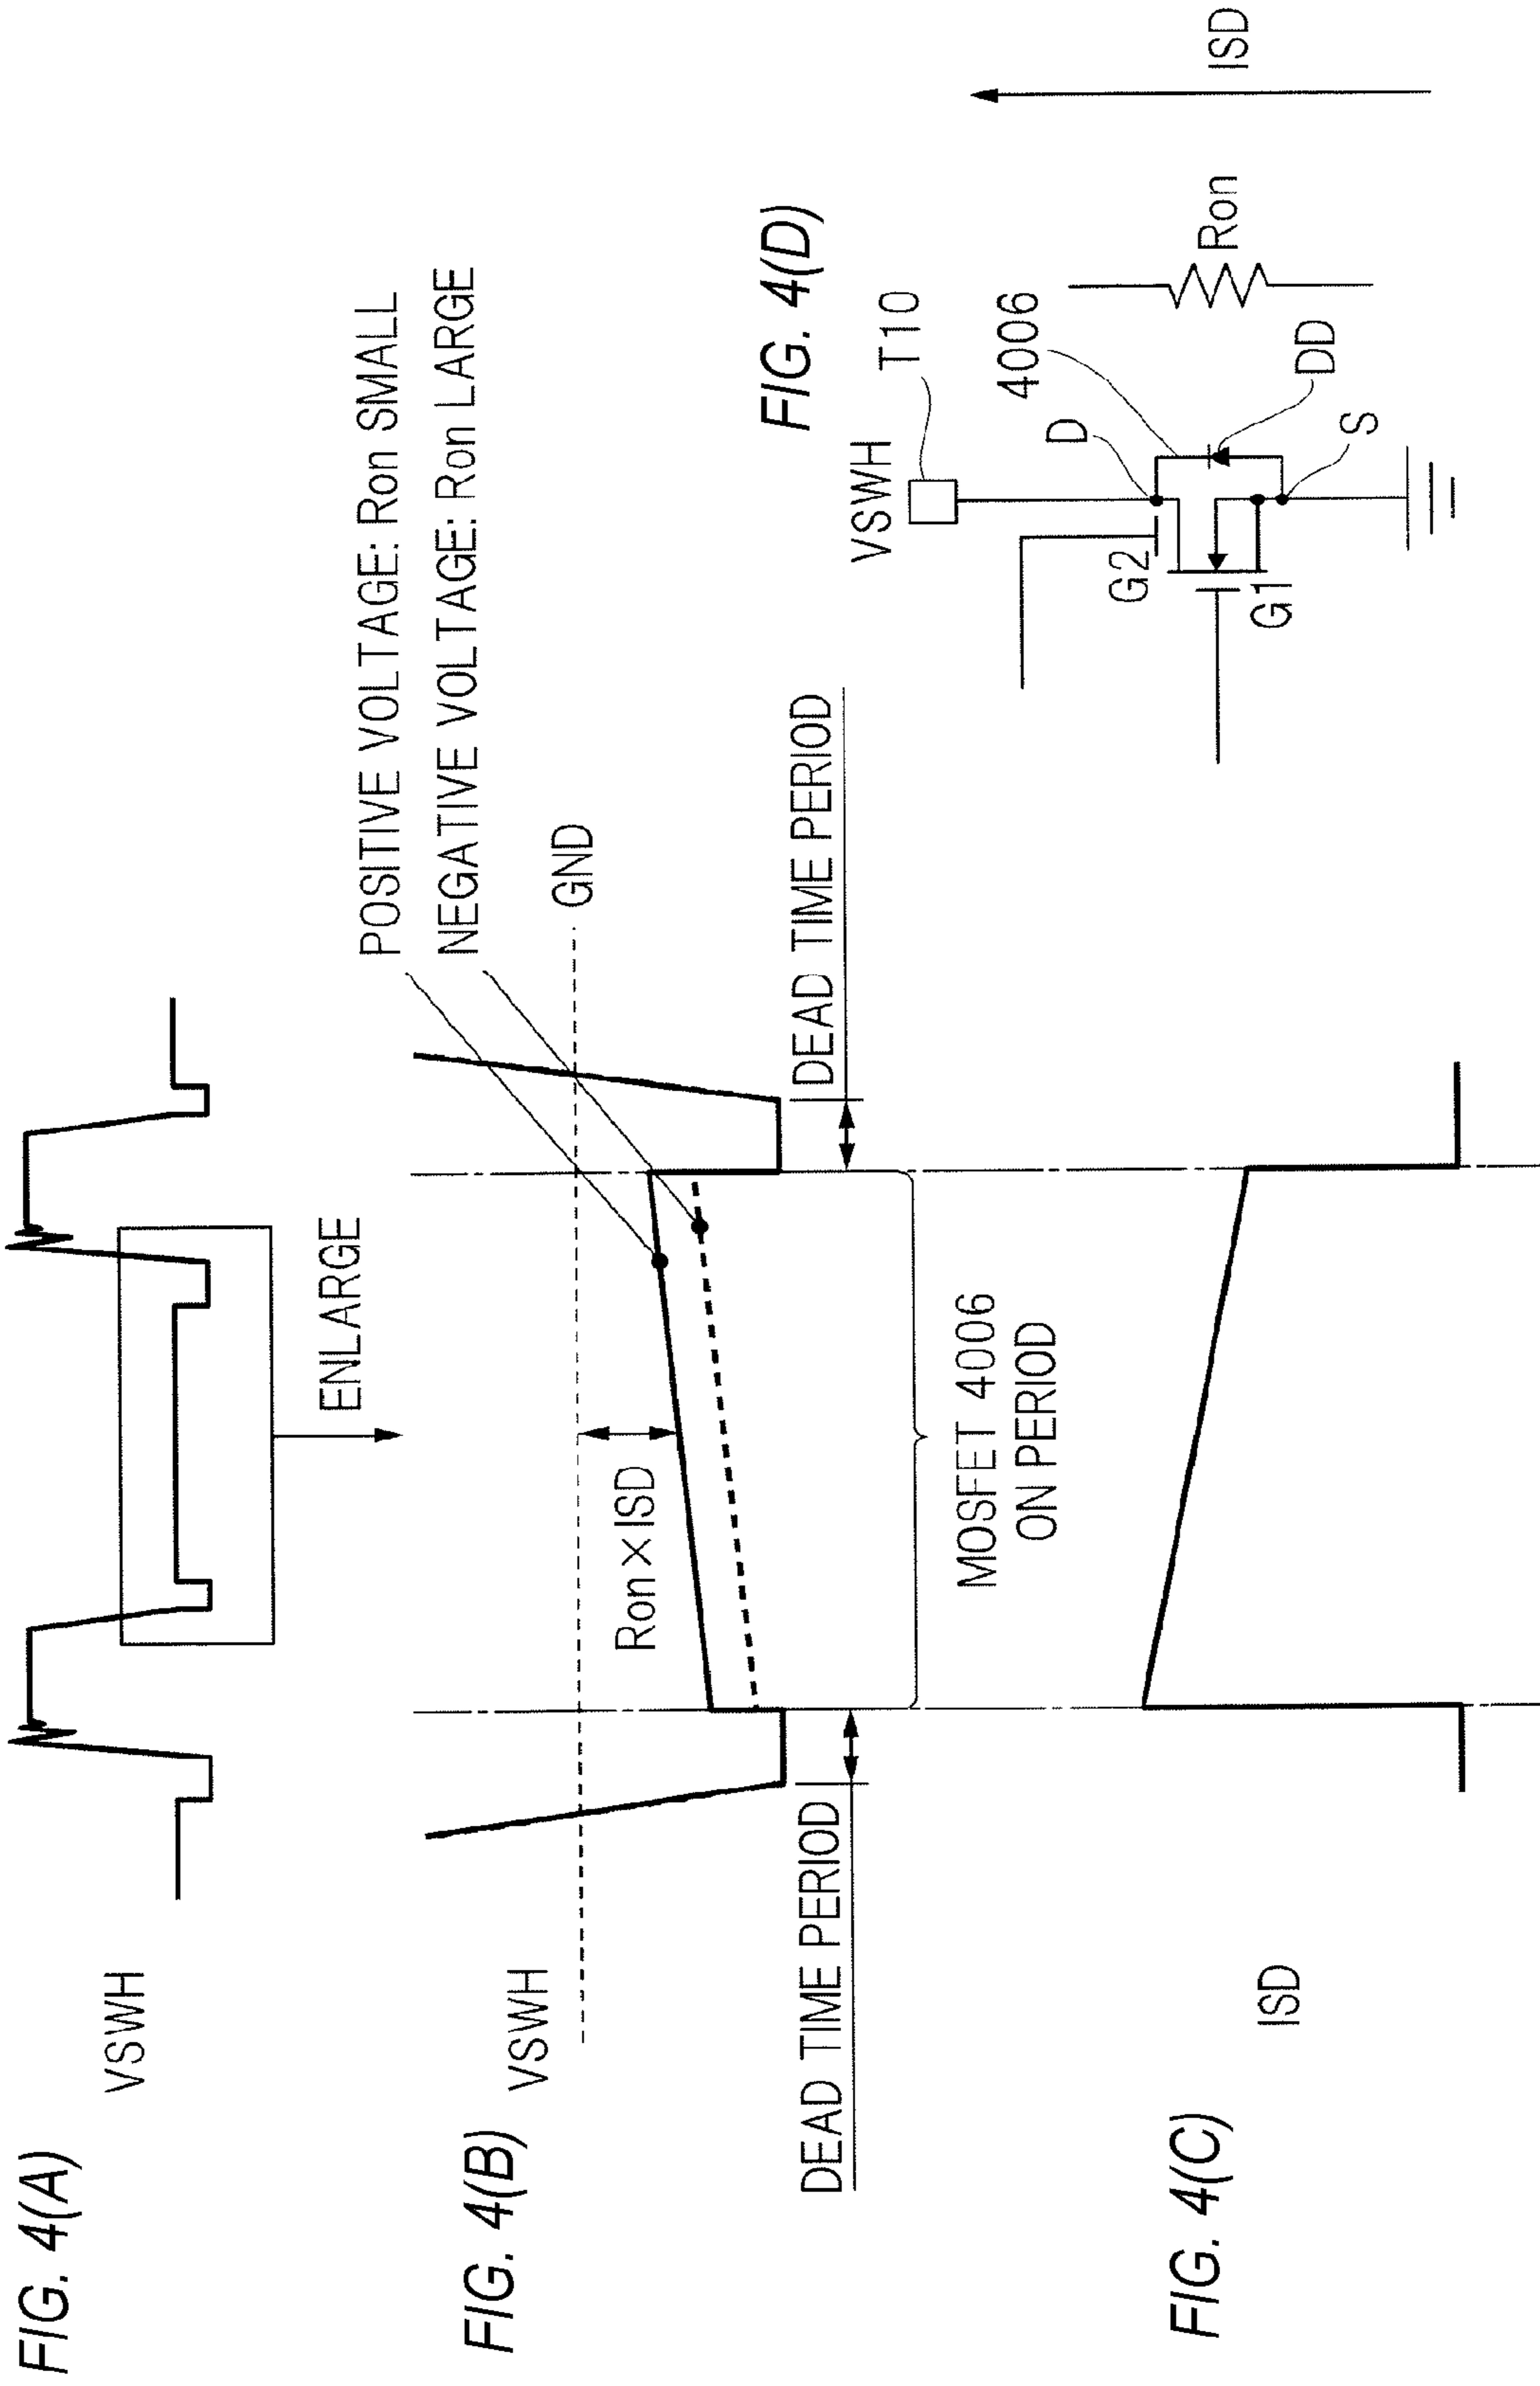 FIG. 4(A)
VSWH
ENLARGE
FIG. 4(B)
VSWH
POSITIVE VOLTAGE: Ron SMALL
NEGATIVE VOLTAGE: Ron LARGE
GND
Ron×ISD
DEAD TIME PERIOD
DEAD TIME PERIOD
MOSFET 4006
ON PERIOD
FIG. 4(C)
ISD
FIG. 4(D)
VSWH
T10
D
4006
Ron
ISD
G2
G1
DD
S